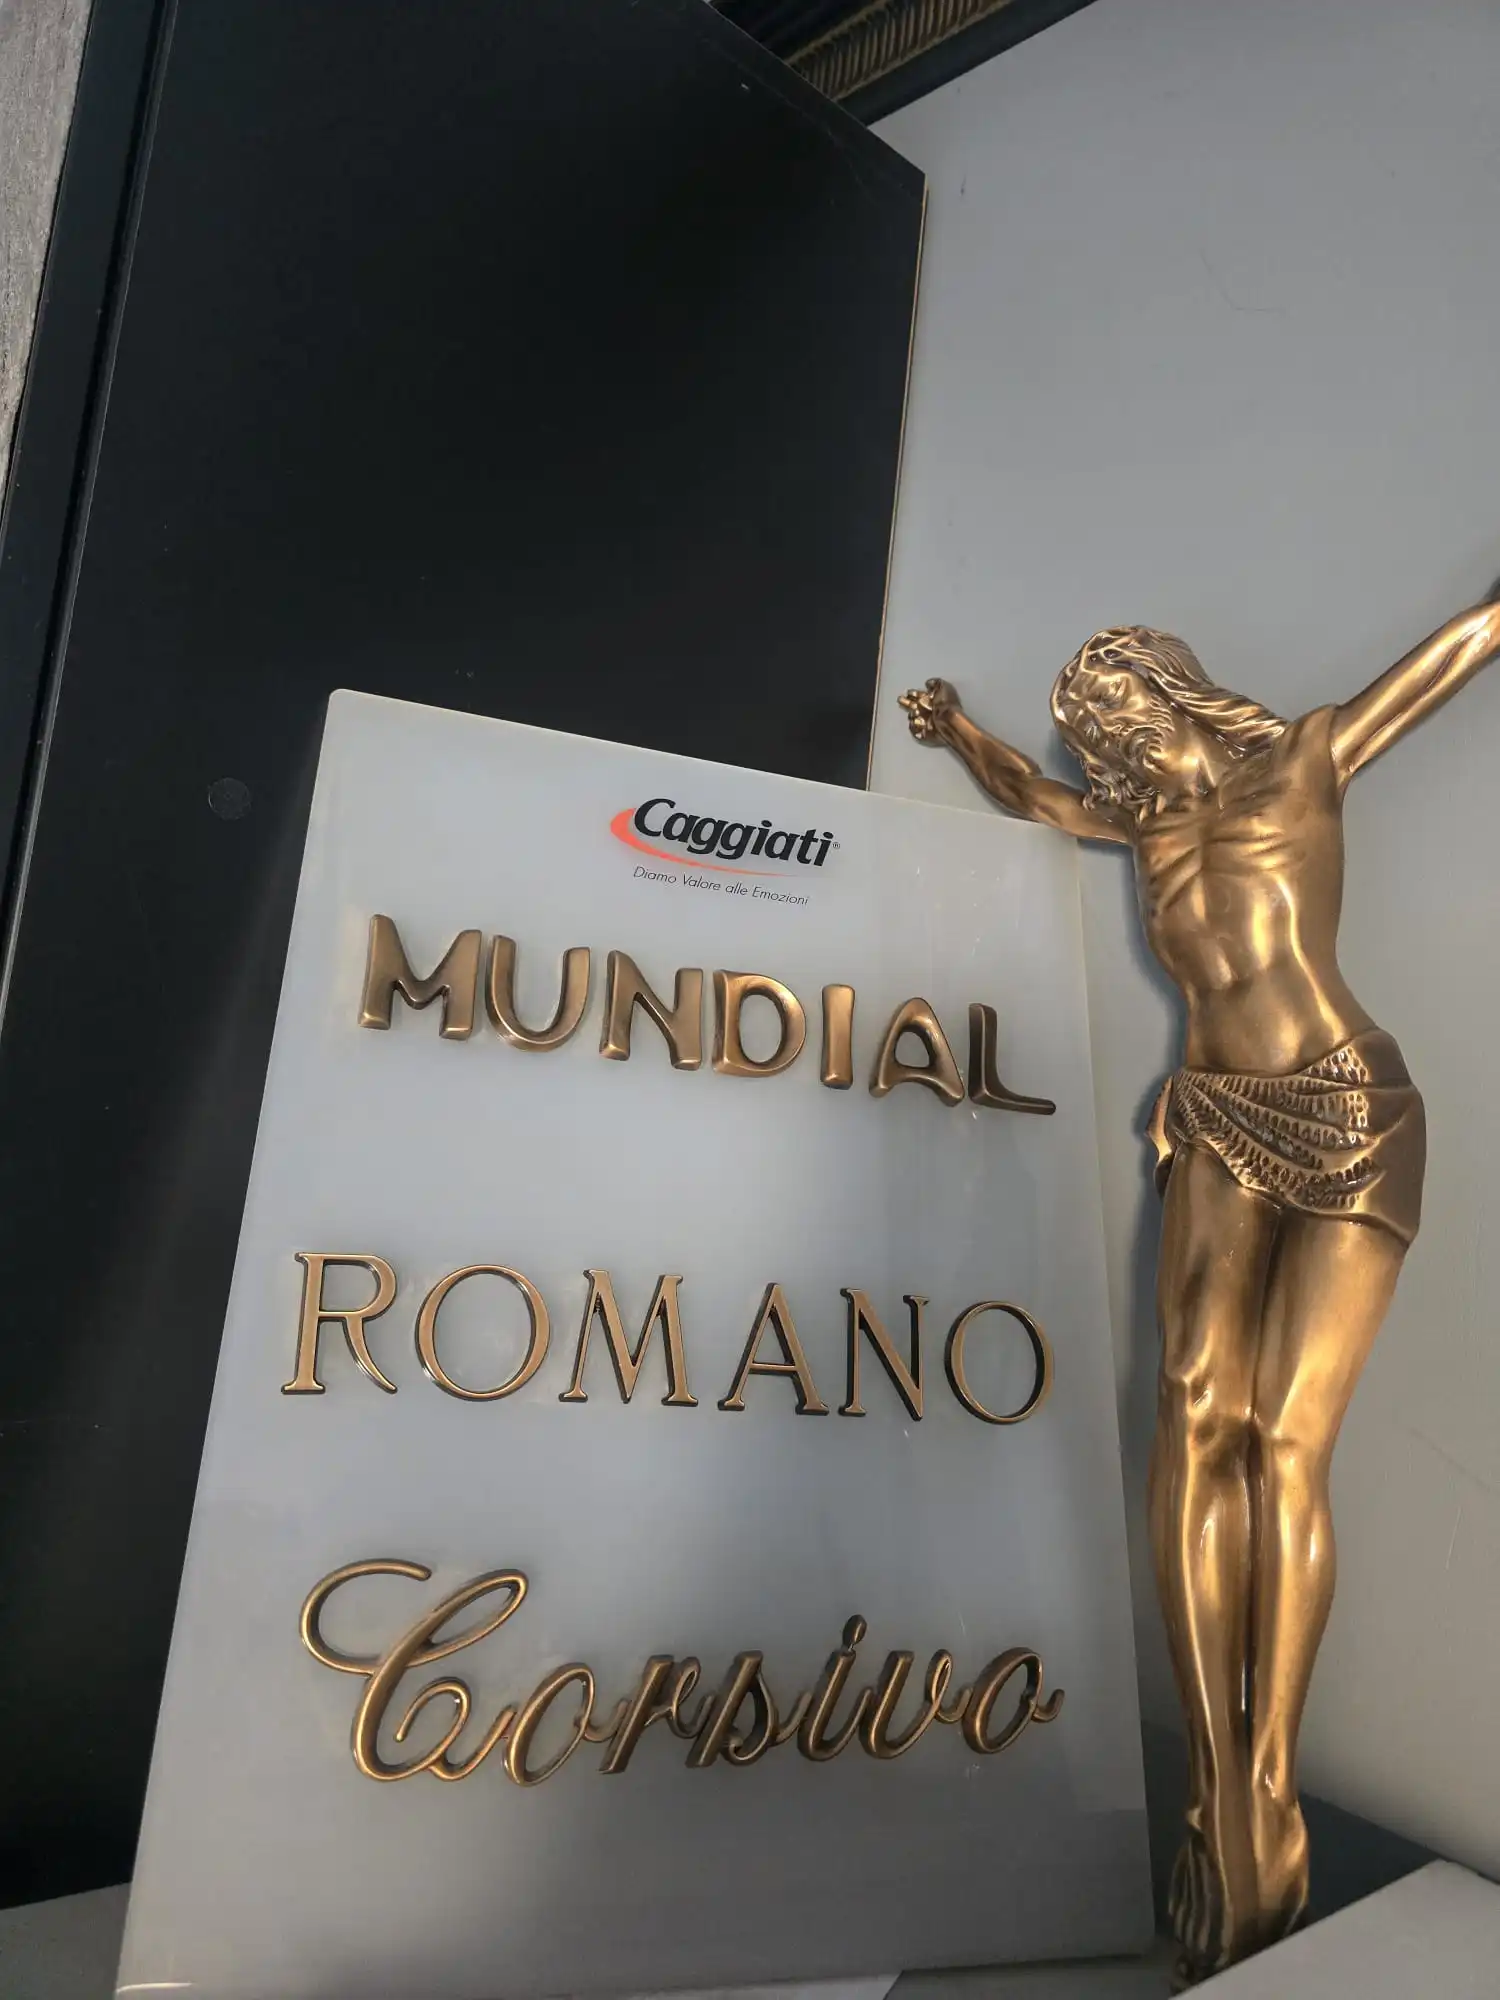 Caggiati®
Diamo Valore alle Emozioni
MUNDIAL
ROMANO
Corsivo